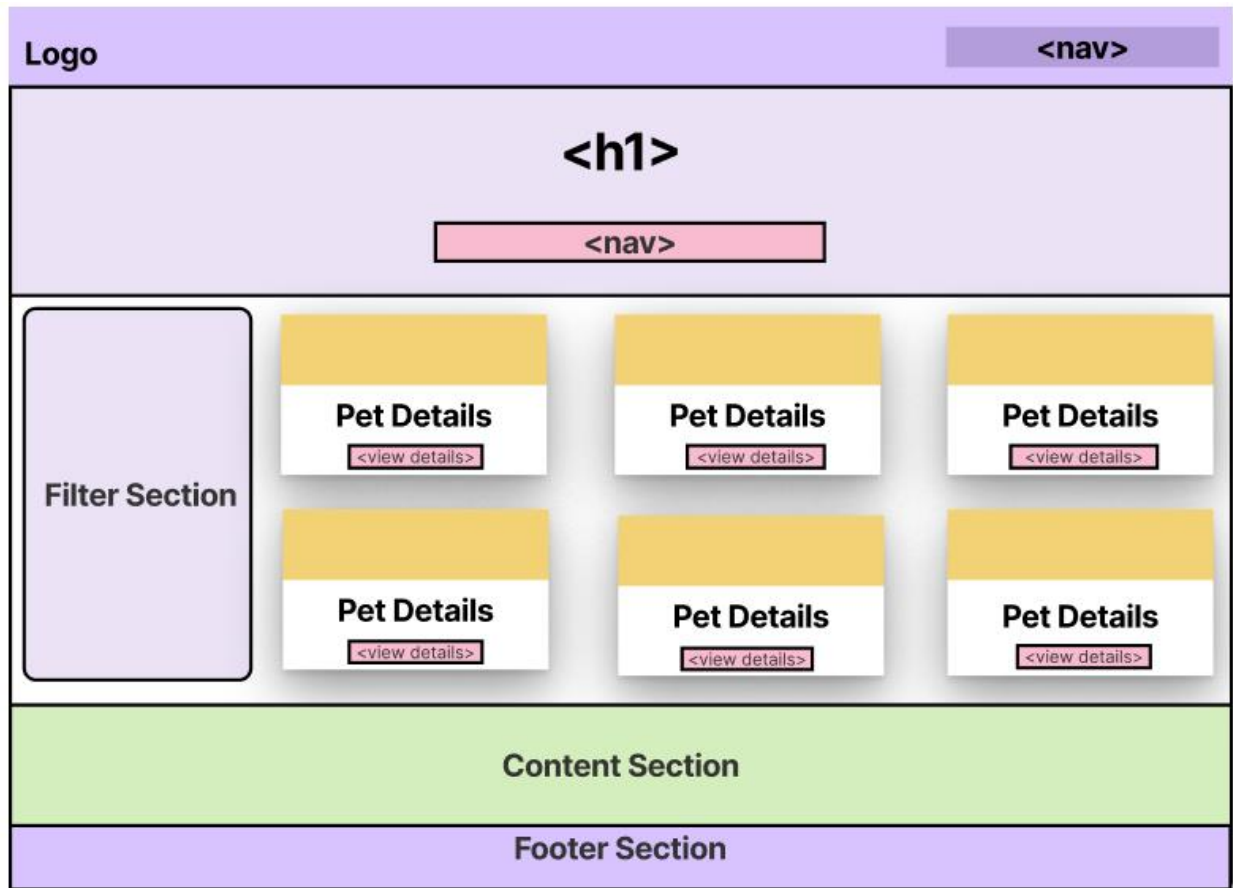 Logo
<nav>
<h1>
<nav>
Filter Section
Pet Details
<view details>
Pet Details
<view details>
Pet Details
<view details>
Pet Details
<view details>
Pet Details
<view details>
Pet Details
<view details>
Content Section
Footer Section